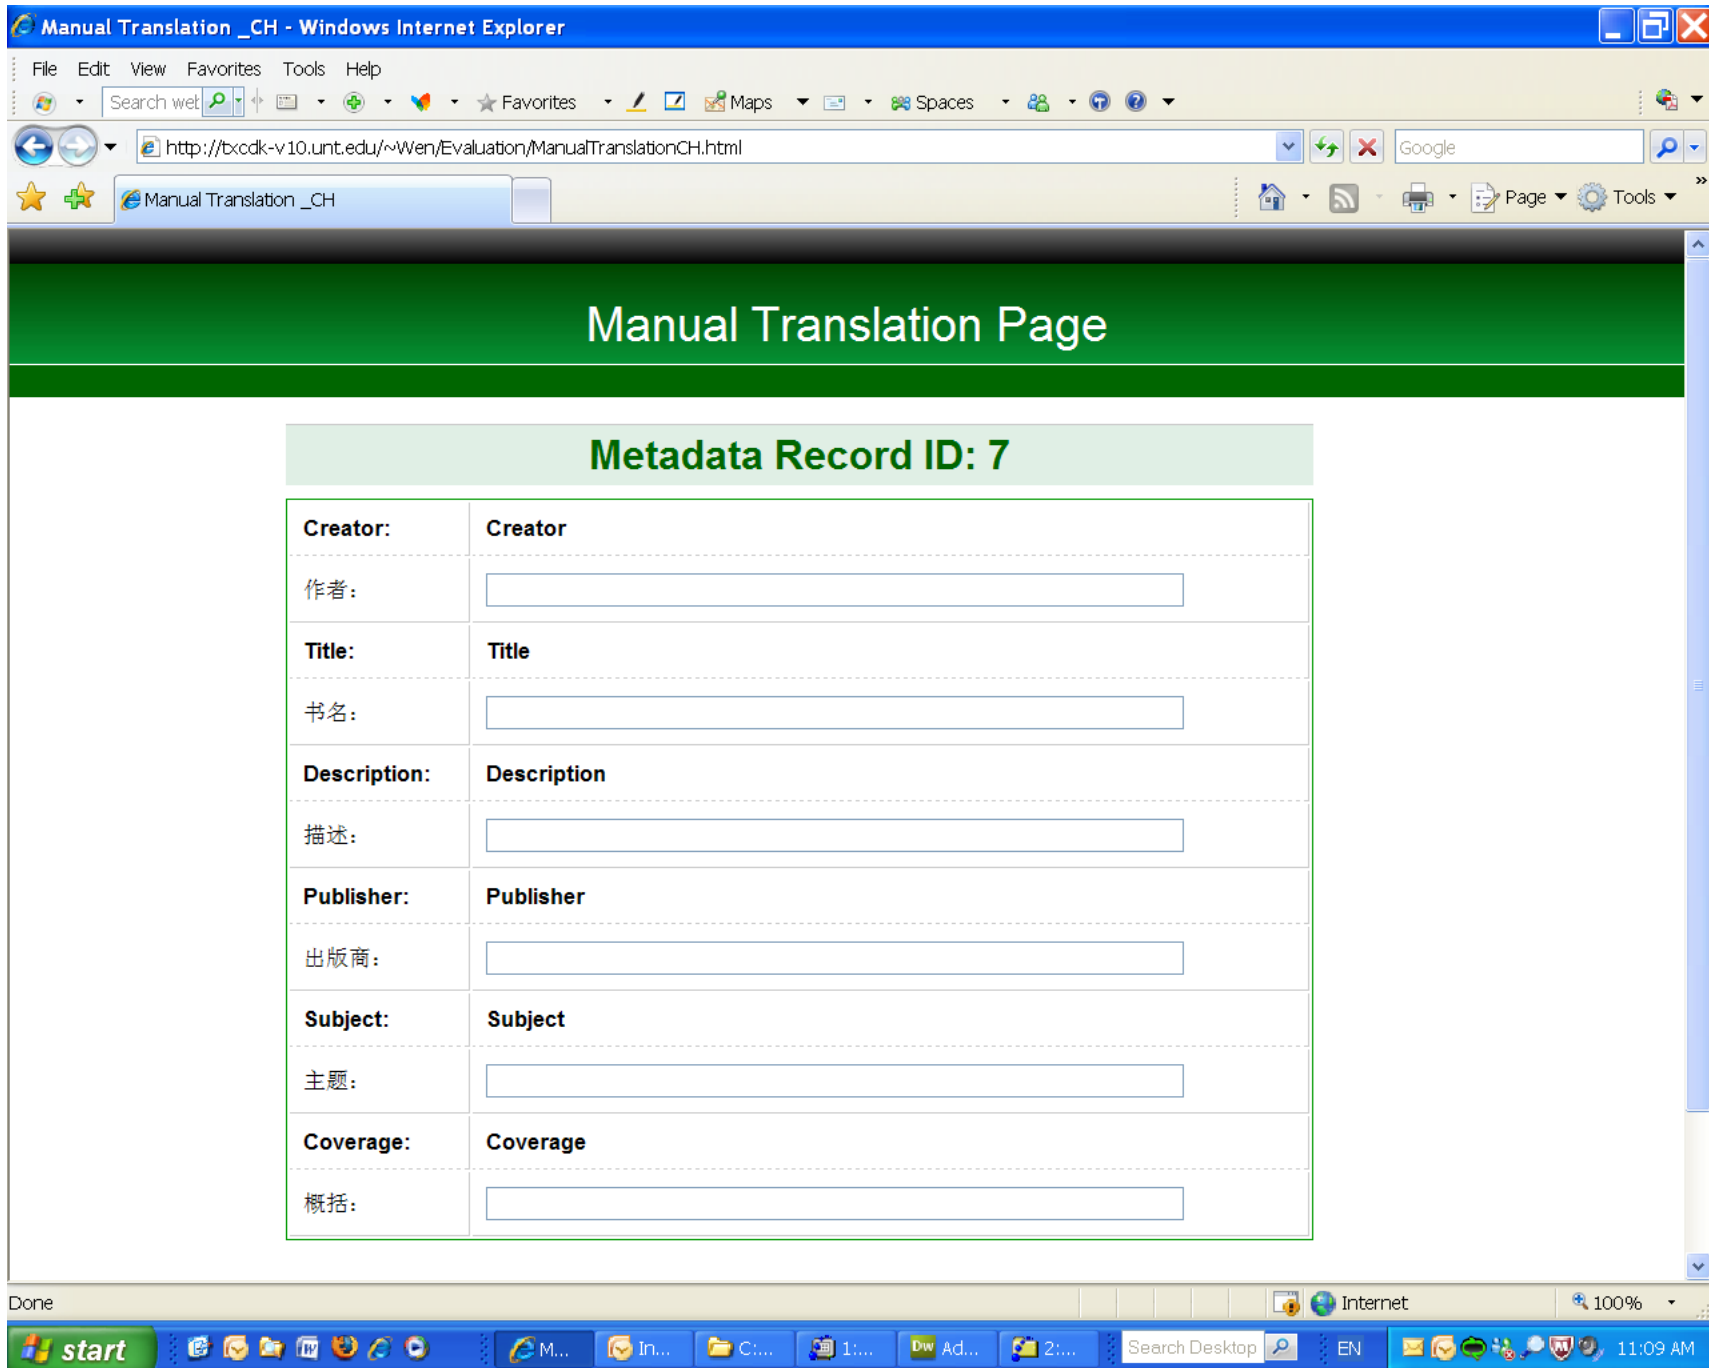 Manual Translation _CH - Windows Internet Explorer
File Edit View Favorites Tools Help
Search wet Favorites Maps Spaces
http://txcdk-v10.unt.edu/~Wen/Evaluation/ManualTranslationCH.html Google
Manual Translation _CH Page Tools »
Manual Translation Page
Metadata Record ID: 7
Creator: Creator
作者：
Title: Title
书名：
Description: Description
描述：
Publisher: Publisher
出版商：
Subject: Subject
主题：
Coverage: Coverage
概括：
Done Internet 100%
start M... In... C:... 1:... Dw Ad... 2:... Search Desktop EN 11:09 AM